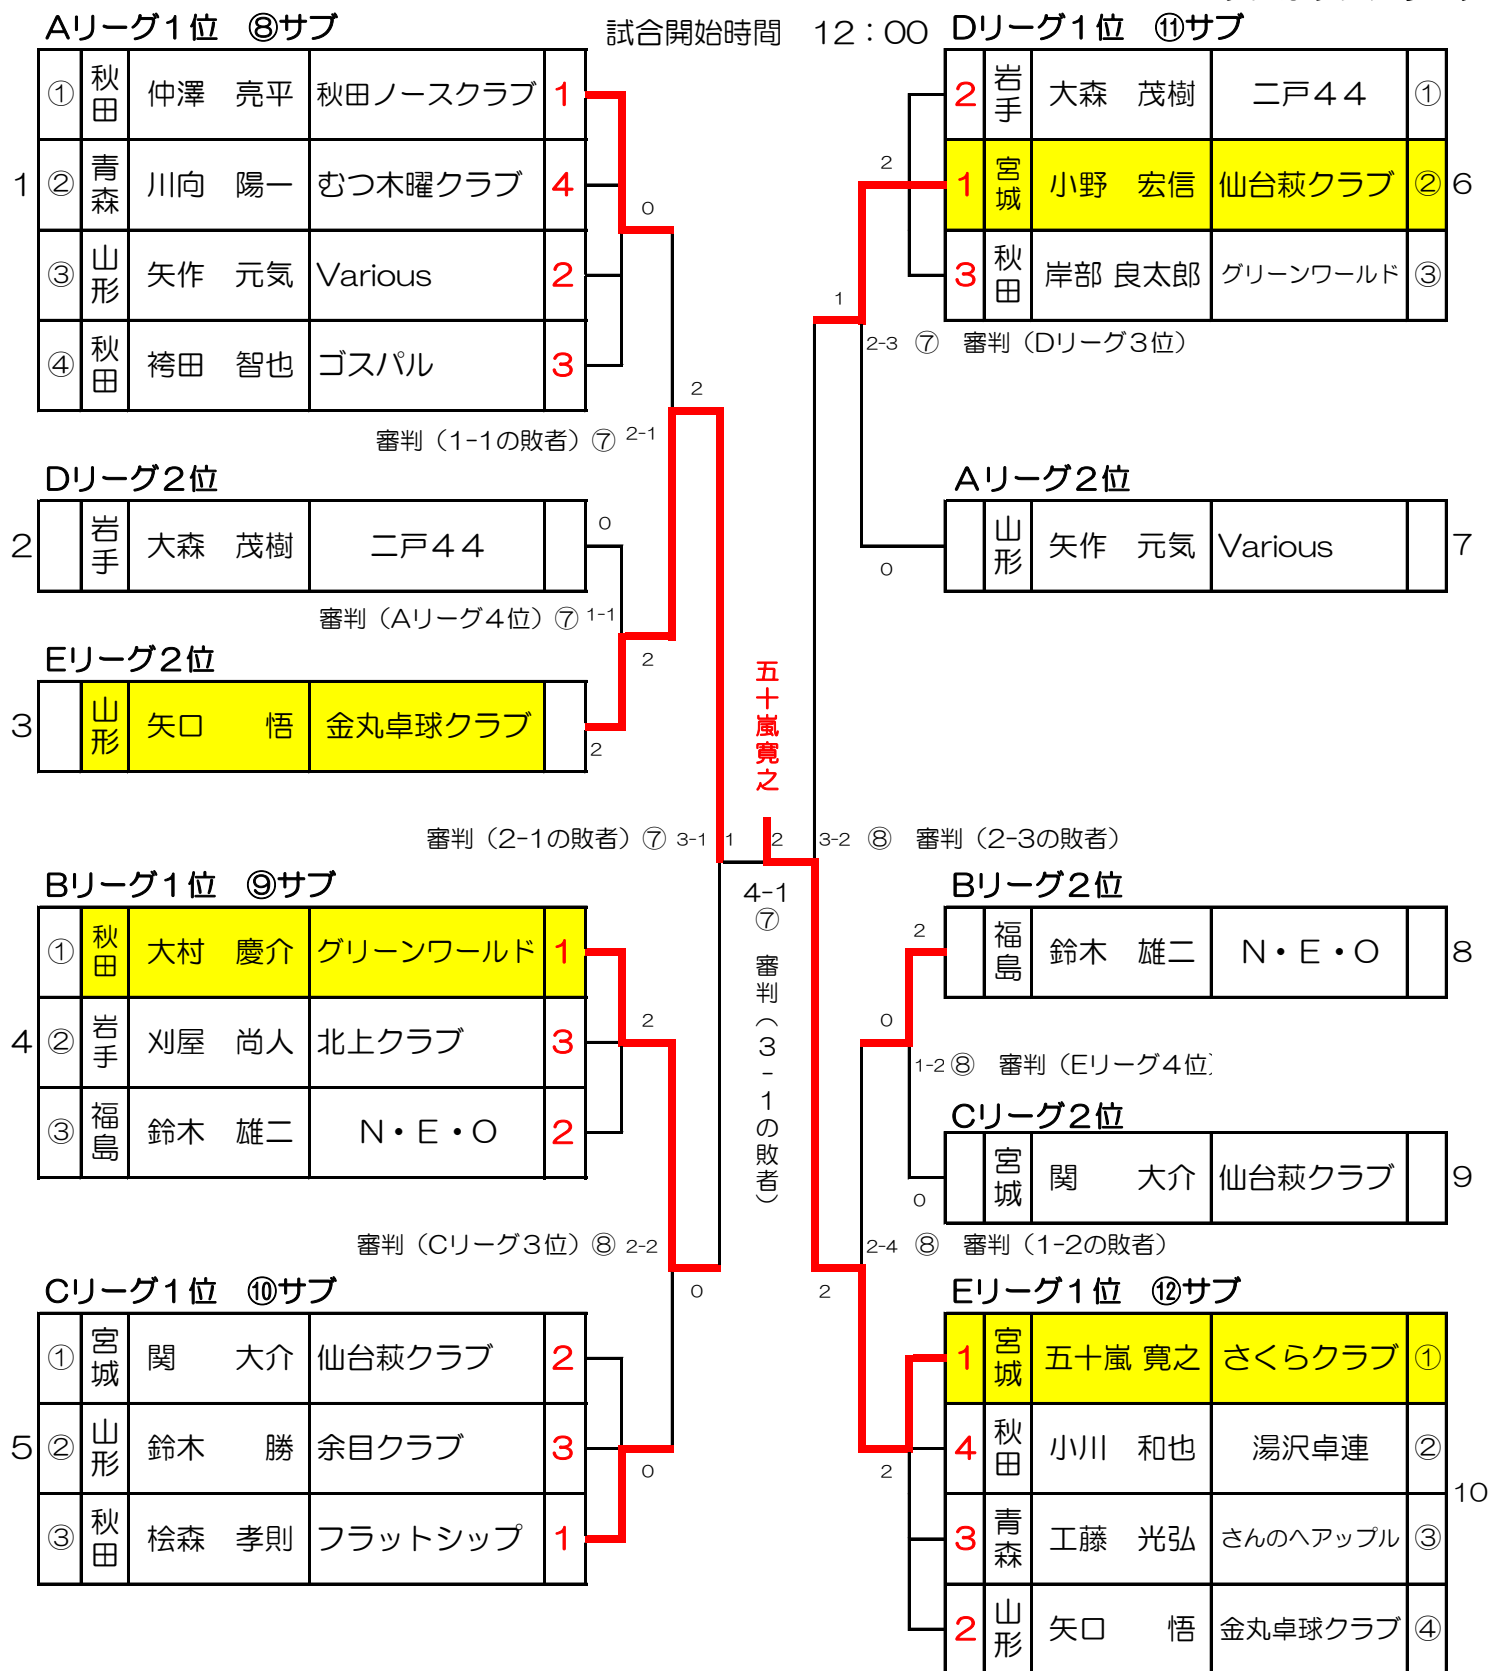 試合開始時間　12：00
Aリーグ1位　⑧サブ
1
① 秋田 仲澤　亮平 秋田ノースクラブ 1
② 青森 川向　陽一 むつ木曜クラブ 4
③ 山形 矢作　元気 Various 2
④ 秋田 袴田　智也 ゴスパル 3
0
2
審判（1-1の敗者）⑦ 2-1
Dリーグ2位
2 岩手 大森　茂樹 二戸44
0
審判（Aリーグ4位）⑦ 1-1
2
Eリーグ2位
3 山形 矢口　悟 金丸卓球クラブ
2
審判（2-1の敗者）⑦ 3-1 1
Bリーグ1位　⑨サブ
4
① 秋田 大村　慶介 グリーンワールド 1
② 岩手 刈屋　尚人 北上クラブ 3
③ 福島 鈴木　雄二 N・E・O 2
2
審判（Cリーグ3位）⑧ 2-2
0
Cリーグ1位　⑩サブ
5
① 宮城 関　大介 仙台萩クラブ 2
② 山形 鈴木　勝 余目クラブ 3
③ 秋田 桧森　孝則 フラットシップ 1
0
五十嵐寛之
2
4-1
⑦　審判（3-1の敗者）
Dリーグ1位　⑪サブ
2 岩手 大森　茂樹 二戸44 ①
1 宮城 小野　宏信 仙台萩クラブ ②
3 秋田 岸部 良太郎 グリーンワールド ③
6
2
1
2-3 ⑦　審判（Dリーグ3位）
Aリーグ2位
山形 矢作　元気 Various 7
0
3-2 ⑧　審判（2-3の敗者）
Bリーグ2位
福島 鈴木　雄二 N・E・O 8
2
0
1-2 ⑧　審判（Eリーグ4位
Cリーグ2位
宮城 関　大介 仙台萩クラブ 9
0
2-4 ⑧　審判（1-2の敗者）
2
Eリーグ1位　⑫サブ
1 宮城 五十嵐 寛之 さくらクラブ ①
4 秋田 小川　和也 湯沢卓連 ②
3 青森 工藤　光弘 さんのへアップル ③
2 山形 矢口　悟 金丸卓球クラブ ④
10
2